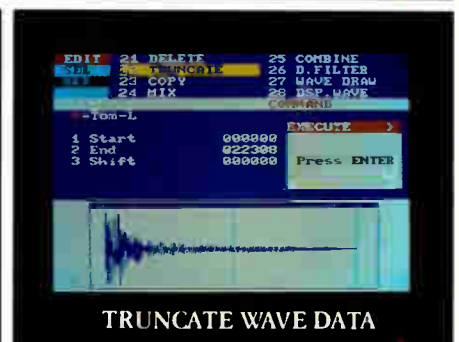 EDIT 21 DELETE 25 COMBINE
SEL 22 TRUNCATE 26 D.FILTER
23 COPY 27 WAVE DRAW
24 MIX 28 DSP.WAVE
COMMAND
-Tom-L
EXECUTE >
1 Start 000000
2 End 022308
3 Shift 000000
Press ENTER
TRUNCATE WAVE DATA